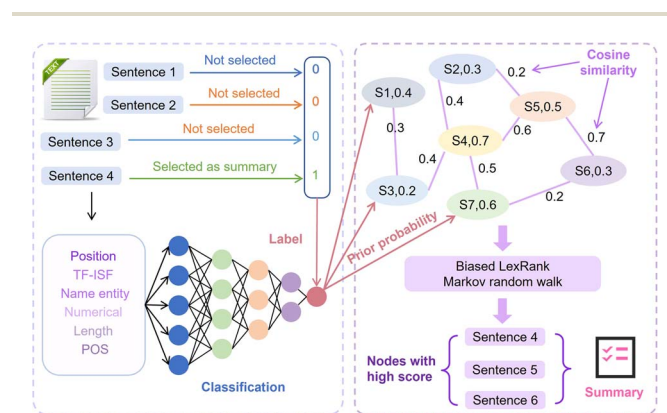 TEXT
Sentence 1
Not selected
0
Sentence 2
Not selected
0
Sentence 3
Not selected
0
Sentence 4
Selected as summary
1
Label
Position
TF-ISF
Name entity
Numerical
Length
POS
Classification
Prior probability
Cosine
similarity
S1,0.4
S2,0.3
0.2
S5,0.5
0.4
0.3
S4,0.7
0.6
0.7
0.4
0.5
S3,0.2
S6,0.3
S7,0.6
0.2
Biased LexRank
Markov random walk
Nodes with
high score
Sentence 4
Sentence 5
Sentence 6
Summary